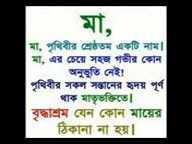 মা,
মা, পৃথিবীর শ্রেষ্ঠতম একটি নাম।
মা, এর চেয়ে সহজ গভীর কোন
অনুভূতি নেই!
পৃথিবীর সকল সন্তানের হৃদয় পূর্ণ
থাক মাতৃভক্তিতে।
বৃদ্ধাশ্রম যেন কোন মায়ের
ঠিকানা না হয়।